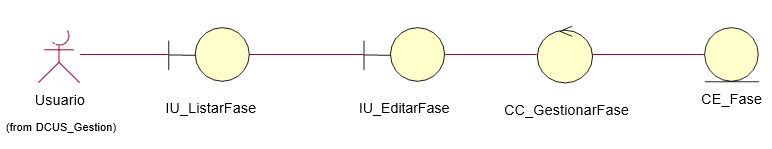 Usuario
(from DCUS_Gestion)
IU_ListarFase
IU_EditarFase
CC_GestionarFase
CE_Fase